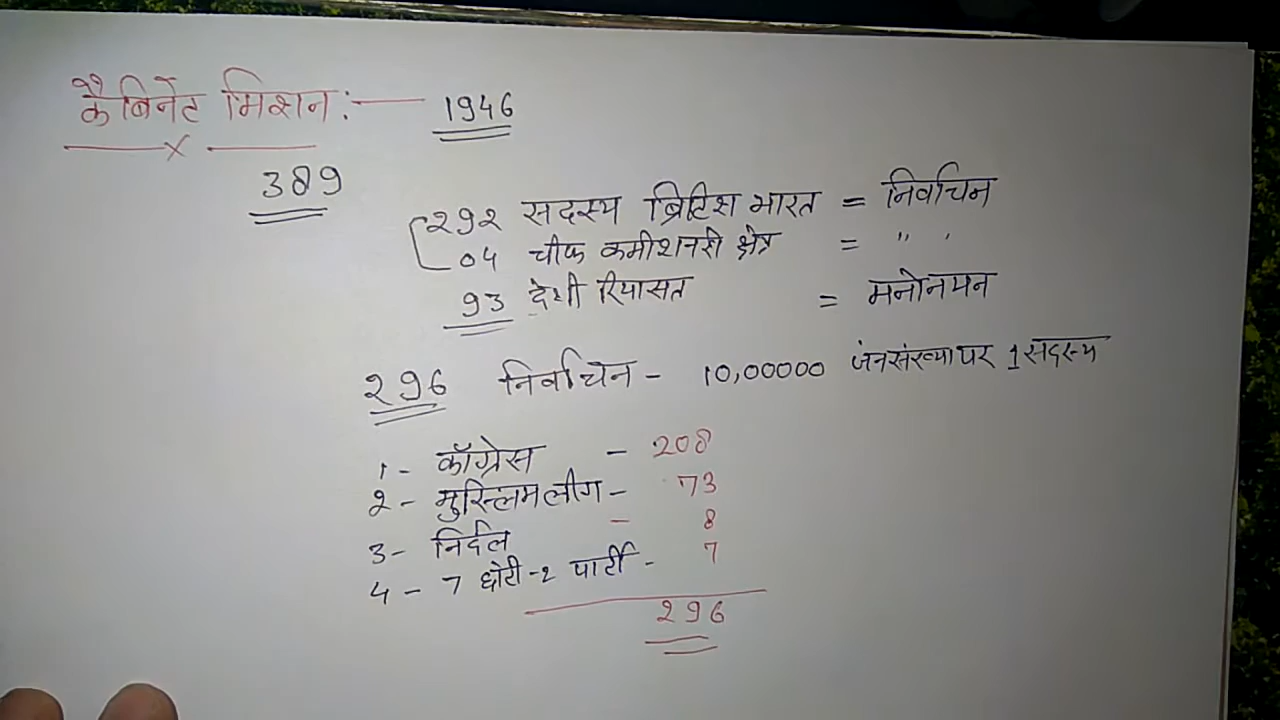 कैबिनेट मिशन :— 1946
x
389
292 सदस्य ब्रिटिश भारत = निर्वाचन
04 चीफ कमीशनरी क्षेत्र = " "
93 देशी रियासत = मनोनयन
296 निर्वाचन - 10,00000 जनसंख्या पर 1 सदस्य
1 - कॉग्रेस - 208
2 - मुस्लिम लीग - 73
3 - निर्दल - 8
4 - 7 छोटी-2 पार्टी - 7
296